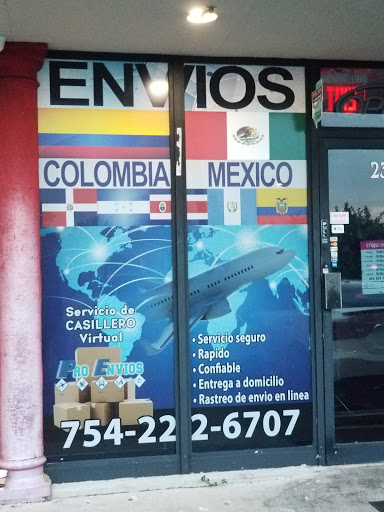 ENVIOS
COLOMBIA
MEXICO
Servicio de
CASILLERO
Virtual
PRO ENVIOS
• Servicio seguro
• Rapido
• Confiable
• Entrega a domicilio
• Rastreo de envio en linea
754-222-6707
23